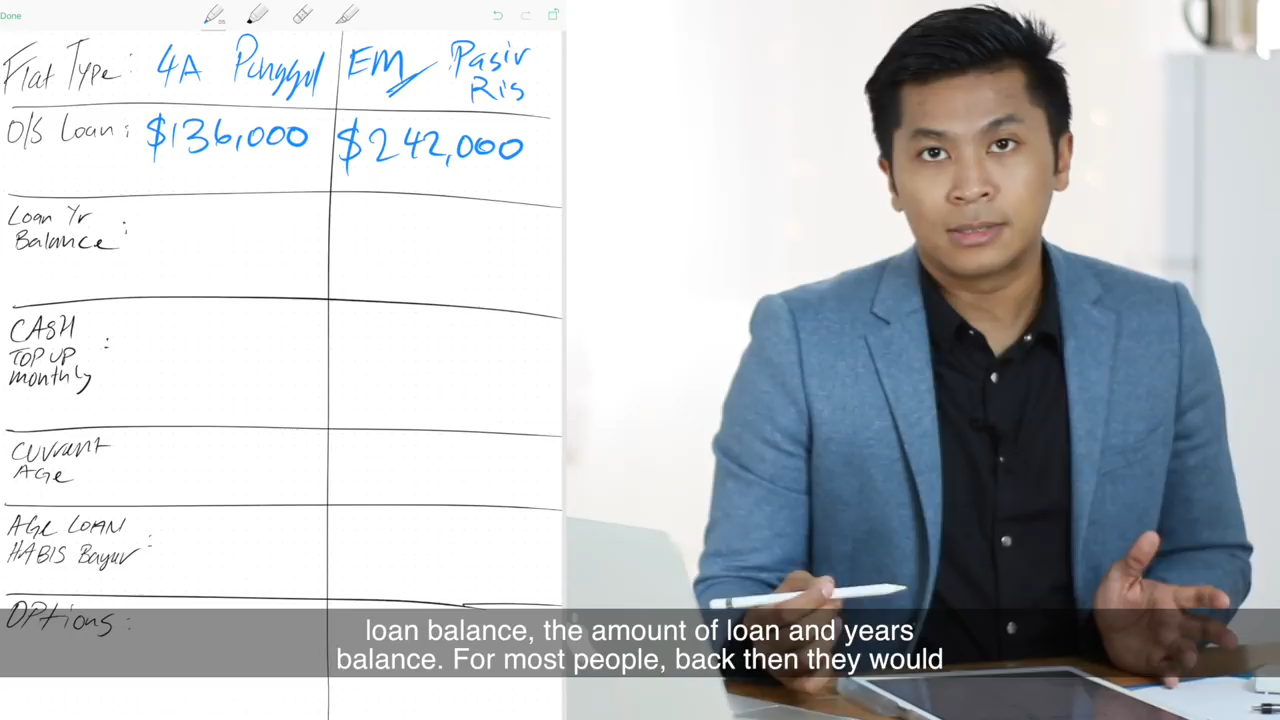 Done
Flat Type: 4A Punggol EM Pasir
Ris
O/S Loan: $136,000 $242,000
Loan Yr
Balance :
CASH
TOP UP :
monthly
Current
AGe
AGe LOAN
HABIS Bayar :
OPtions:
loan balance, the amount of loan and years
balance. For most people, back then they would